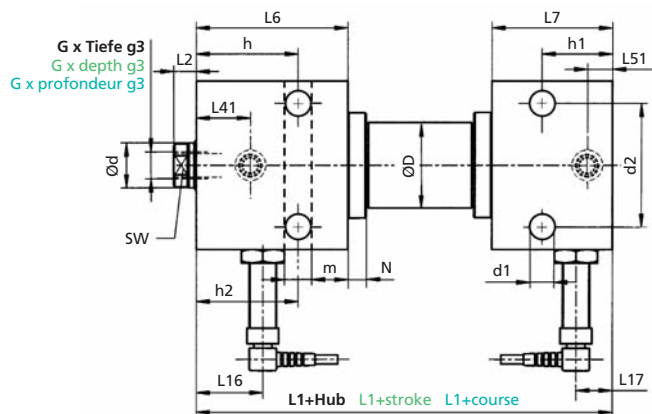 L6
L7
h
h1
G x Tiefe g3
L2
L51
G x depth g3
G x profondeur g3
L41
Ød
ØD
d2
SW
m
N
d1
h2
L16
L17
L1+Hub L1+stroke L1+course